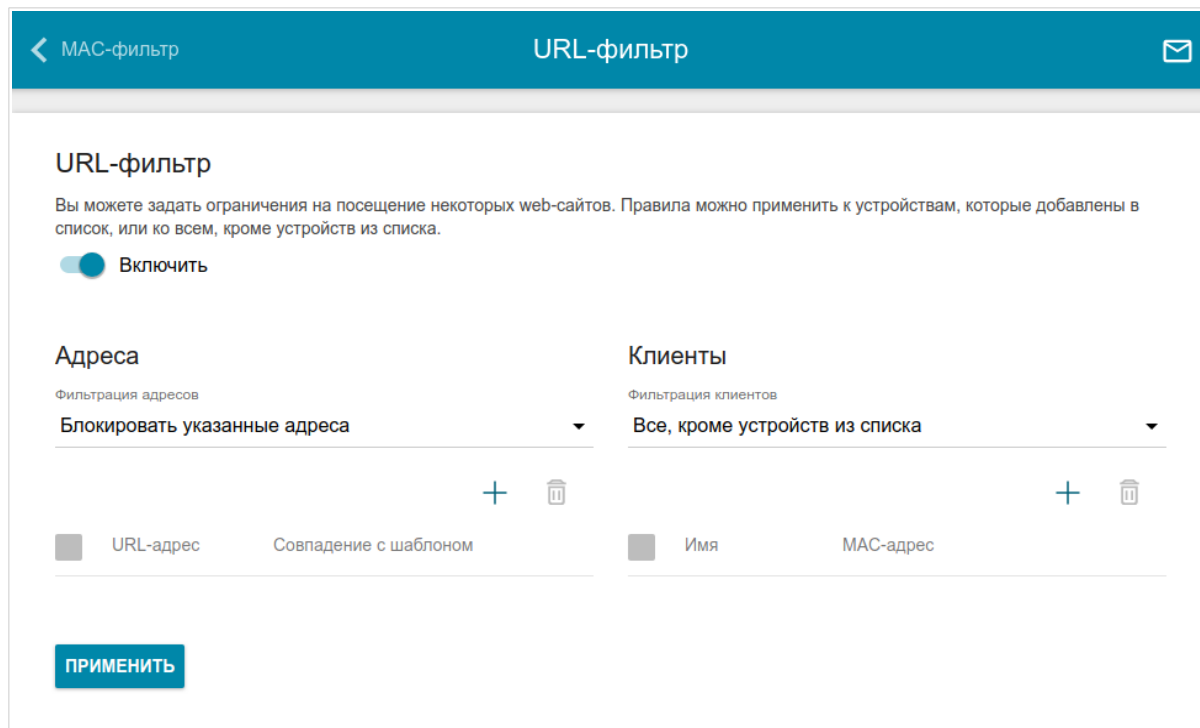 МАС-фильтр
URL-фильтр
URL-фильтр
Вы можете задать ограничения на посещение некоторых web-сайтов. Правила можно применить к устройствам, которые добавлены в
список, или ко всем, кроме устройств из списка.
Включить
Адреса
Клиенты
Фильтрация адресов
Фильтрация клиентов
Блокировать указанные адреса
Все, кроме устройств из списка
URL-адрес
Совпадение с шаблоном
Имя
MAC-адрес
ПРИМЕНИТЬ